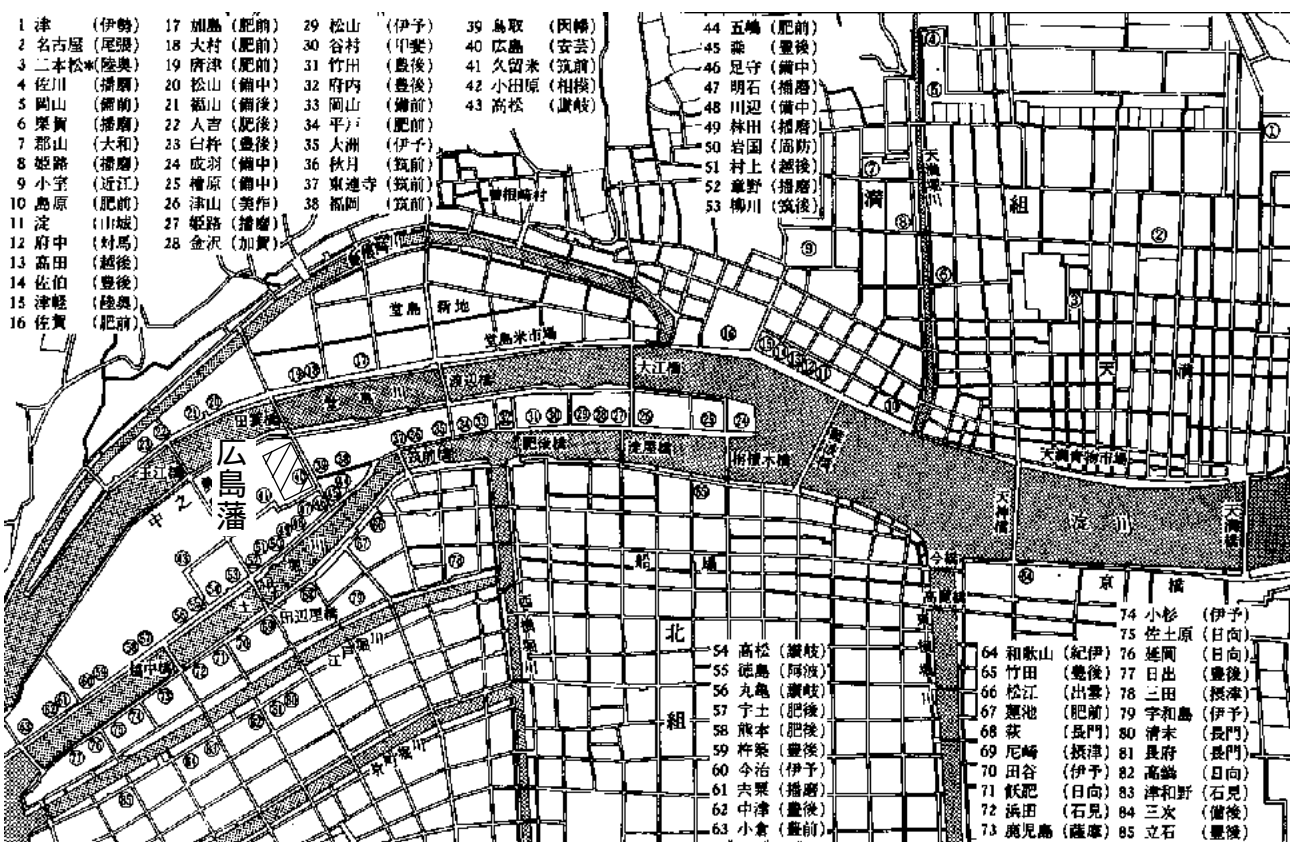 1 津 (伊勢)
2 名古屋 (尾張)
3 二本松*(陸奥)
4 佐川 (播磨)
5 岡山 (備前)
6 (播磨)
7 郡山 (大和)
8 姫路 (播磨)
9 小室 (近江)
10 島原 (肥前)
11 淀 (山城)
12 府中 (対馬)
13 高田 (越後)
14 佐伯 (豊後)
15 津軽 (陸奥)
16 佐賀 (肥前)
17 (肥前)
18 大村 (肥前)
19 唐津 (肥前)
20 松山 (備中)
21 福山 (備後)
22 人吉 (肥後)
23 臼杵 (豊後)
24 成羽 (備中)
25 檜原 (備中)
26 津山 (美作)
27 姫路 (播磨)
28 金沢 (加賀)
29 松山 (伊予)
30 谷村 (甲斐)
31 竹田 (豊後)
32 府内 (豊後)
33 岡山 (備前)
34 平戸 (肥前)
35 大洲 (伊予)
36 秋月 (筑前)
37 東連寺 (筑前)
38 福岡 (筑前)
39 鳥取 (因幡)
40 広島 (安芸)
41 久留米 (筑前)
42 小田原 (相模)
43 高松 (讃岐)
44 五嶋 (肥前)
45 森 (豊後)
46 足守 (備中)
47 明石 (播磨)
48 川辺 (備中)
49 林田 (播磨)
50 岩国 (周防)
51 村上 (越後)
52 (播磨)
53 柳川 (筑後)
曽根崎村
天満堀川
満
組
堂島 新地
堂島米市場
大江橋
渡辺橋
堂島川
田蓑橋
玉江橋
天満
天満青物市場
肥後橋
淀屋橋
栴檀木橋
難波橋
筑前橋
広島藩
中之
天神橋
淀川
天満橋
今橋
京橋
高麗橋
船場
田辺屋橋
江戸堀川
越中橋
西横堀川
東横堀川
京町堀川
北
組
54 高松 (讃岐)
55 徳島 (阿波)
56 丸亀 (讃岐)
57 宇土 (肥後)
58 熊本 (肥後)
59 杵築 (豊後)
60 今治 (伊予)
61 宍粟 (播磨)
62 中津 (豊後)
63 小倉 (豊前)
64 和歌山 (紀伊)
65 竹田 (豊後)
66 松江 (出雲)
67 蓮池 (肥前)
68 萩 (長門)
69 尼崎 (摂津)
70 田谷 (伊予)
71 飫肥 (日向)
72 浜田 (石見)
73 鹿児島 (薩摩)
74 小杉 (伊予)
75 佐土原 (日向)
76 延岡 (日向)
77 日出 (豊後)
78 三田 (摂津)
79 宇和島 (伊予)
80 清末 (長門)
81 長府 (長門)
82 高鍋 (日向)
83 津和野 (石見)
84 三次 (備後)
85 立石 (豊後)